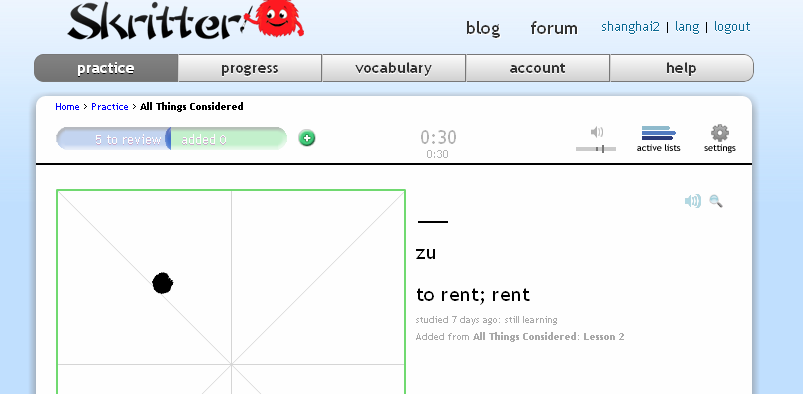 Skritter
blog forum shanghai2 | lang | logout
practice progress vocabulary account help
Home > Practice > All Things Considered
5 to review added 0 0:30 active lists settings
0:30
zu
to rent; rent
studied 7 days ago: still learning
Added from All Things Considered: Lesson 2